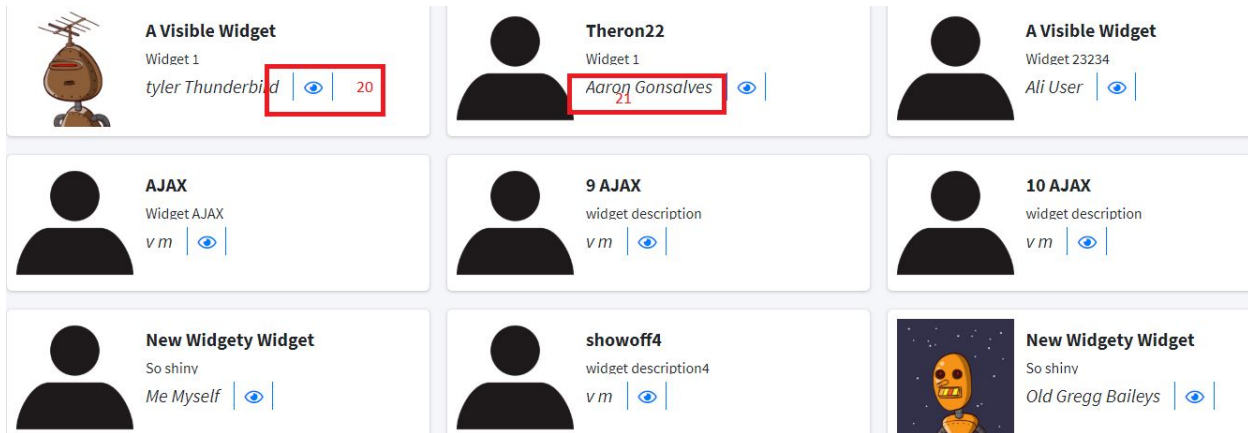 A Visible Widget
Widget 1
tyler Thunderbird
20
Theron22
Widget 1
Aaron Gonsalves
21
A Visible Widget
Widget 23234
Ali User
AJAX
Widget AJAX
v m
9 AJAX
widget description
v m
10 AJAX
widget description
v m
New Widgety Widget
So shiny
Me Myself
showoff4
widget description4
v m
New Widgety Widget
So shiny
Old Gregg Baileys